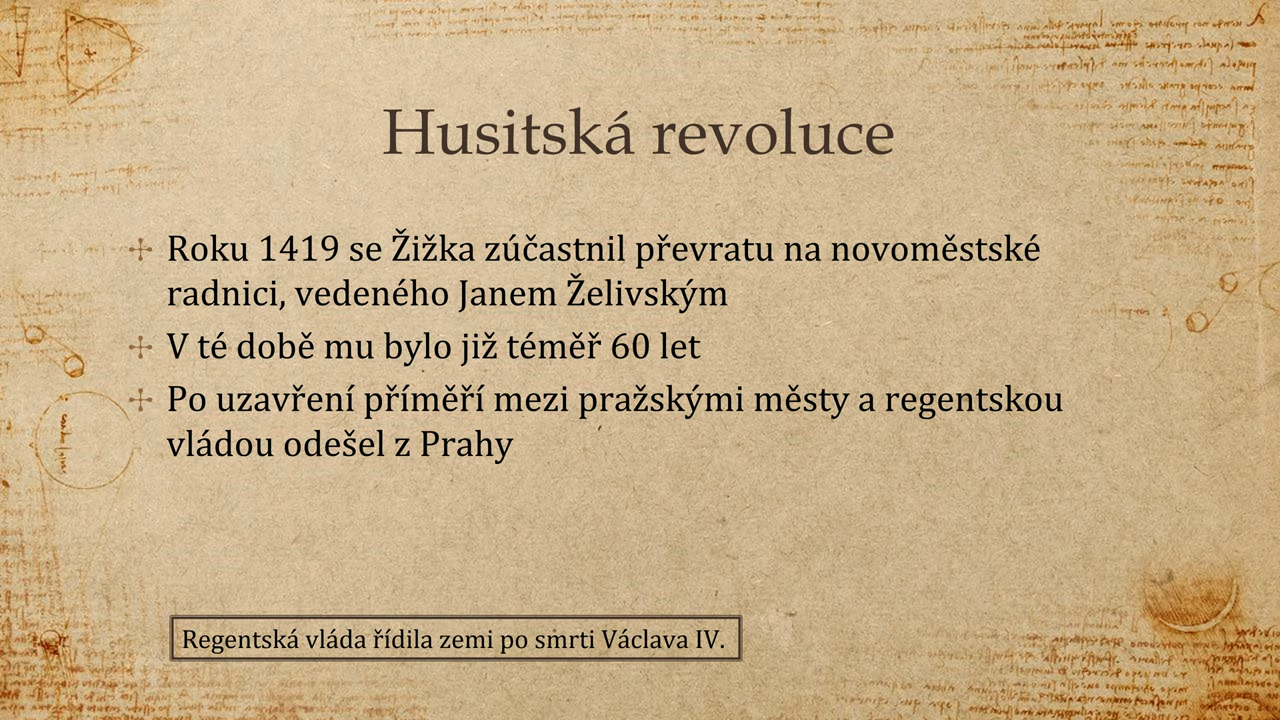 Husitská revoluce
Roku 1419 se Žižka zúčastnil převratu na novoměstské
radnici, vedeného Janem Želivským
V té době mu bylo již téměř 60 let
Po uzavření příměří mezi pražskými městy a regentskou
vládou odešel z Prahy
Regentská vláda řídila zemi po smrti Václava IV.